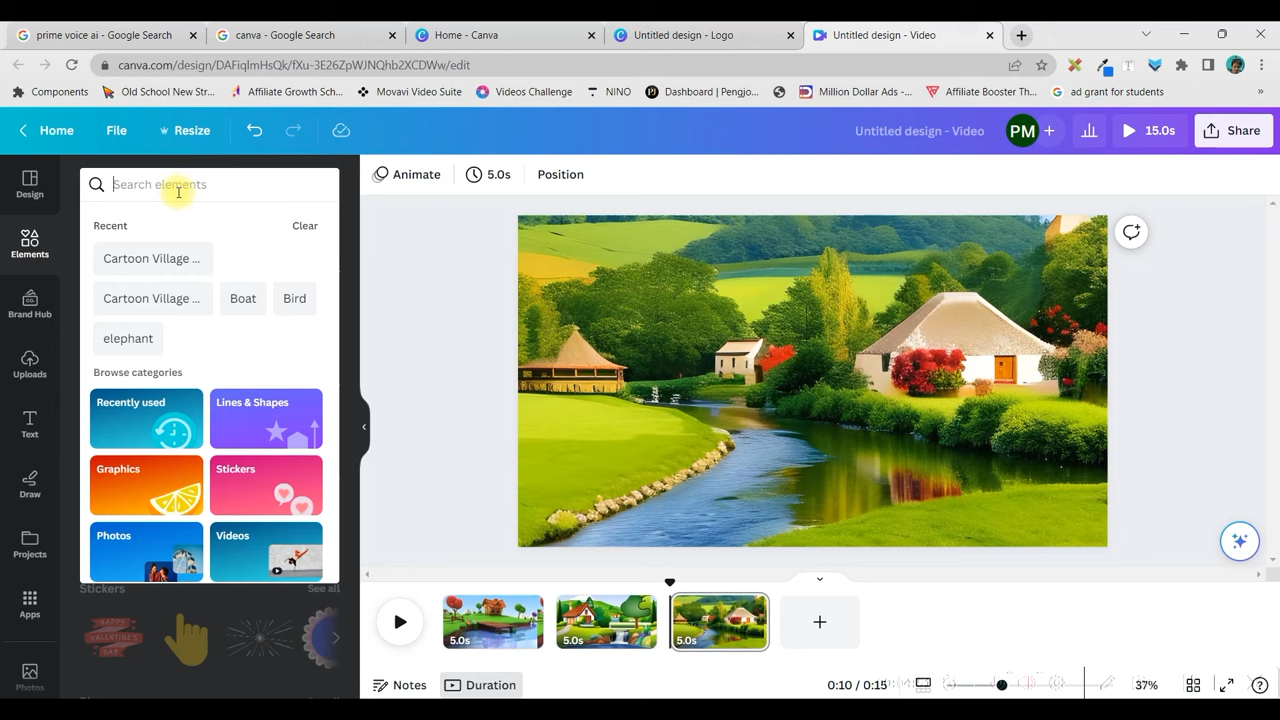 prime voice ai - Google Search
canva - Google Search
Home - Canva
Untitled design - Logo
Untitled design - Video
canva.com/design/DAFiqlmHsQk/fXu-3E26ZpWJNQhb2XCDWw/edit
Components
Old School New Str...
Affiliate Growth Sch...
Movavi Video Suite
Videos Challenge
NINO
Dashboard | Pengjo...
Million Dollar Ads -...
Affiliate Booster Th...
ad grant for students
»
Home
File
Resize
Untitled design - Video
PM
15.0s
Share
Design
Elements
Brand Hub
Uploads
Text
Draw
Projects
Apps
Photos
Search elements
Recent
Clear
Cartoon Village ...
Cartoon Village ...
Boat
Bird
elephant
Browse categories
Recently used
Lines & Shapes
Graphics
Stickers
Photos
Videos
Stickers
See all
HAPPY
VALENTINE'S
DAY
Animate
5.0s
Position
5.0s
5.0s
5.0s
Notes
Duration
0:10 / 0:15
37%